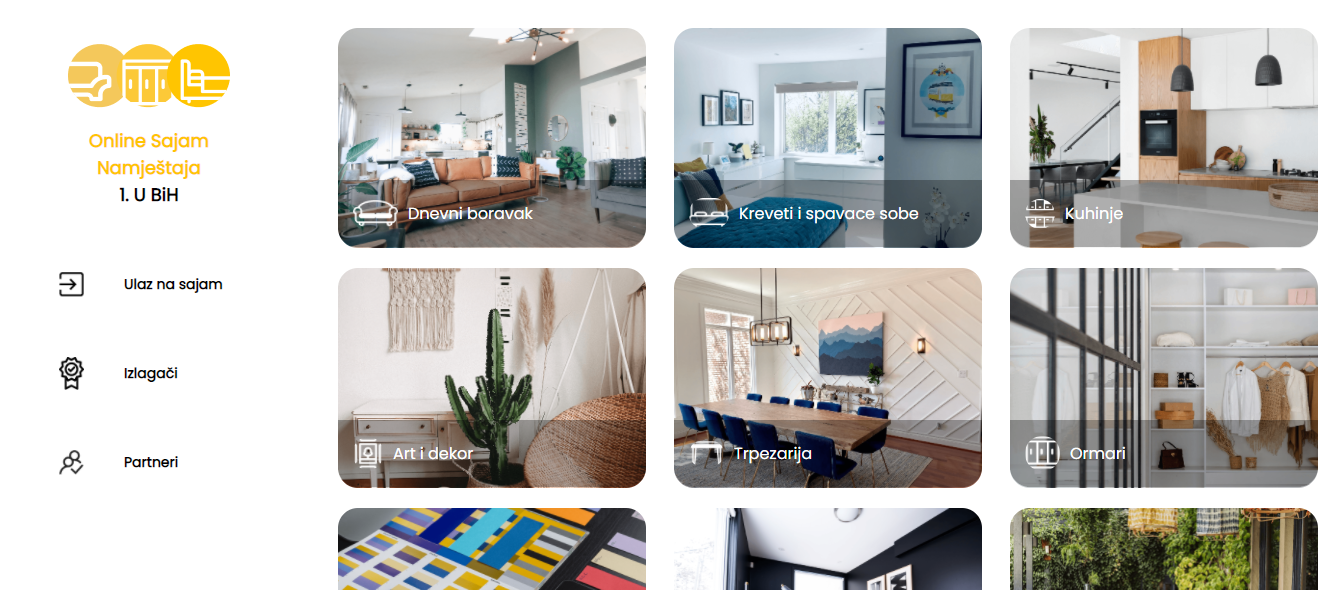 Online Sajam
Namještaja
1. U BiH
Ulaz na sajam
Izlagači
Partneri
Dnevni boravak
Kreveti i spavace sobe
Kuhinje
Art i dekor
Trpezarija
Ormari